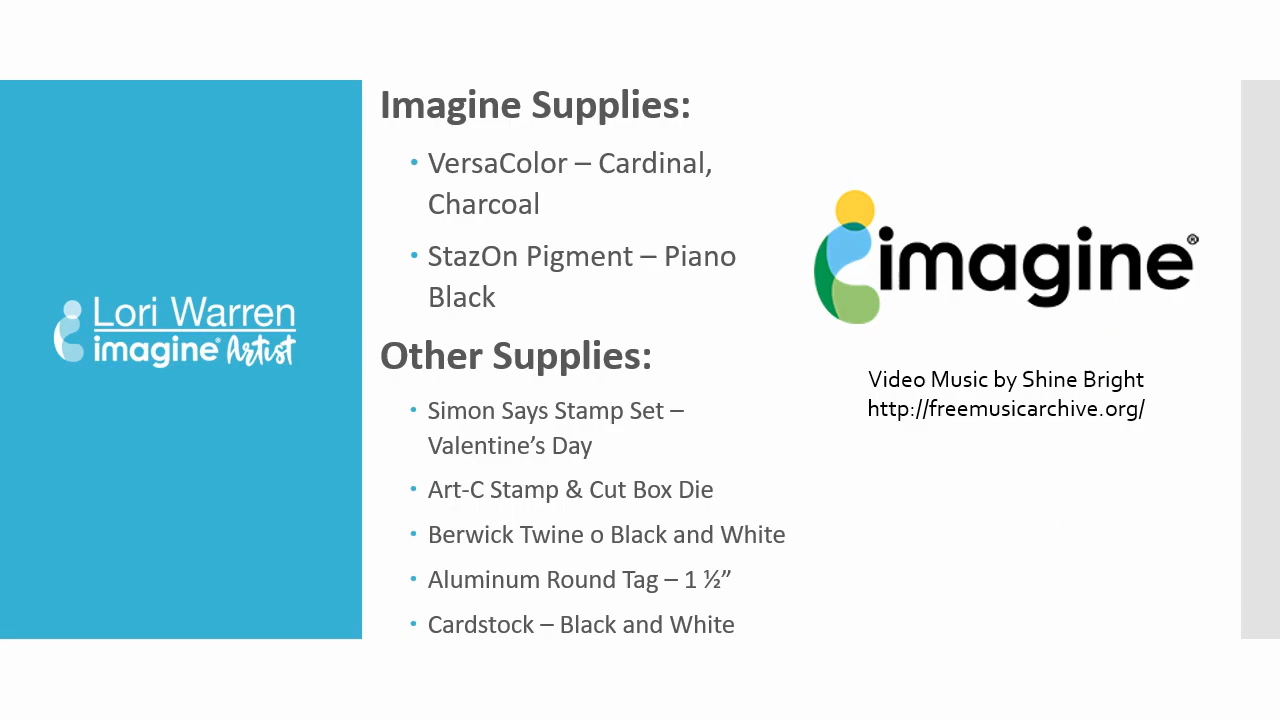 Lori Warren
imagine® Artist
Imagine Supplies:
• VersaColor – Cardinal,
Charcoal
• StazOn Pigment – Piano
Black
Other Supplies:
• Simon Says Stamp Set –
Valentine’s Day
• Art-C Stamp & Cut Box Die
• Berwick Twine o Black and White
• Aluminum Round Tag – 1 ½”
• Cardstock – Black and White
imagine®
Video Music by Shine Bright
http://freemusicarchive.org/